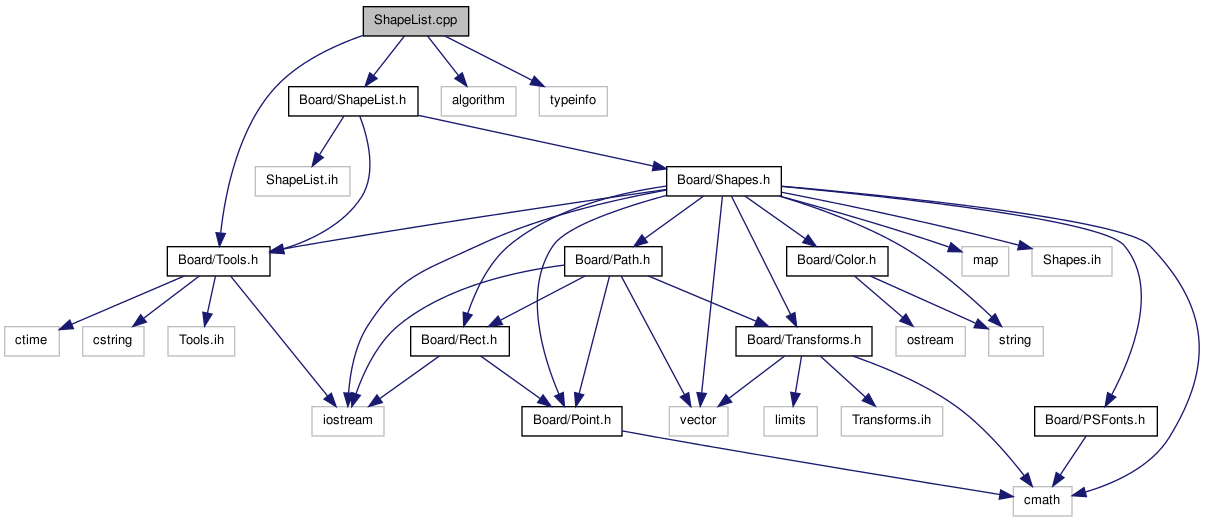 ShapeList.cpp
Board/ShapeList.h
algorithm
typeinfo
ShapeList.ih
Board/Shapes.h
Board/Tools.h
Board/Path.h
Board/Color.h
map
Shapes.ih
ctime
cstring
Tools.ih
Board/Rect.h
Board/Transforms.h
ostream
string
iostream
Board/Point.h
vector
limits
Transforms.ih
Board/PSFonts.h
cmath